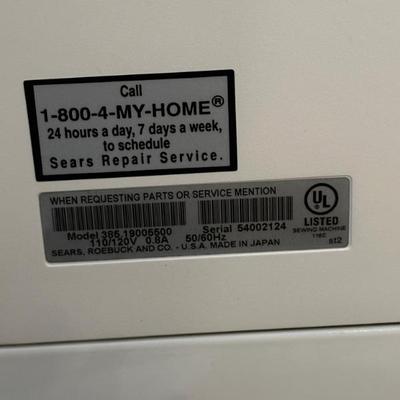 Call
1-800-4-MY-HOME®
24 hours a day, 7 days a week,
to schedule
Sears Repair Service.
WHEN REQUESTING PARTS OR SERVICE MENTION
Model 385.19005500 Serial 54002124
110/120V 0.8A 50/60Hz
SEARS, ROEBUCK AND CO. - U.S.A. MADE IN JAPAN
UL
LISTED
SEWING MACHINE
116C
st2